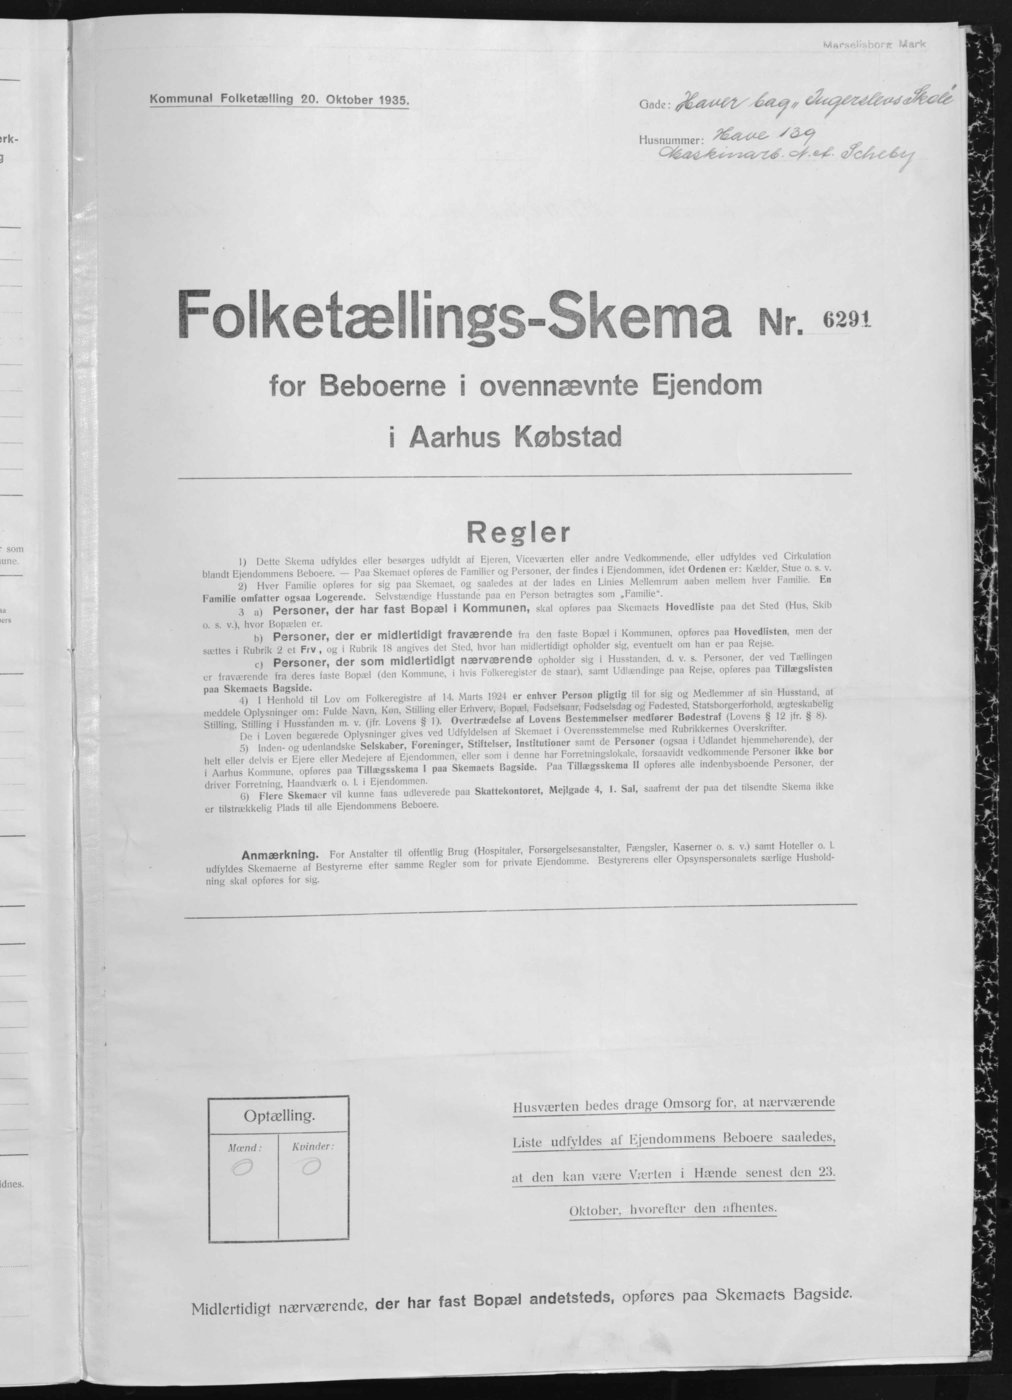 Marselisborg Mark
Kommunal Folketælling 20. Oktober 1935.
Gade: Haver bag „Ingerslevs Skole
Husnummer: Have 139
Maskinarb. Scheby
Folketællings-Skema Nr. 6291
for Beboerne i ovennævnte Ejendom
i Aarhus Købstad
Regler
1) Dette Skema udfyldes eller besørges udfyldt af Ejeren, Viceværten eller andre Vedkommende, eller udfyldes ved Cirkulation
blandt Ejendommens Beboere. — Paa Skemaet opføres de Familier og Personer, der findes i Ejendommen, idet Ordenen er: Kælder, Stue o. s. v.
2) Hver Familie opføres for sig paa Skemaet, og saaledes at der lades en Linies Mellemrum aaben mellem hver Familie. En
Familie omfatter ogsaa Logerende. Selvstændige Husstande paa en Person betragtes som „Familie“.
3 a) Personer, der har fast Bopæl i Kommunen, skal opføres paa Skemaets Hovedliste paa det Sted (Hus, Skib
o. s. v.), hvor Bopælen er.
b) Personer, der er midlertidigt fraværende fra den faste Bopæl i Kommunen, opføres paa Hovedlisten, men der
sættes i Rubrik 2 et Frv., og i Rubrik 18 angives det Sted, hvor han midlertidigt opholder sig, eventuelt om han er paa Rejse.
c) Personer, der som midlertidigt nærværende opholder sig i Husstanden, d. v. s. Personer, der ved Tællingen
er fraværende fra deres faste Bopæl (den Kommune, i hvis Folkeregister de staar), samt Udlændinge paa Rejse, opføres paa Tillægslisten
paa Skemaets Bagside.
4) I Henhold til Lov om Folkeregistre af 14. Marts 1924 er enhver Person pligtig til for sig og Medlemmer af sin Husstand, at
meddele Oplysninger om: Fulde Navn, Køn, Stilling eller Erhverv, Bopæl, Fødselsaar, Fødselsdag og Fødested, Statsborgerforhold, ægteskabelig
Stilling, Stilling i Husstanden m. v. (jfr. Lovens § 1). Overtrædelse af Lovens Bestemmelser medfører Bødestraf (Lovens § 12 jfr. § 8).
De i Loven begærede Oplysninger gives ved Udfyldelsen af Skemaet i Overensstemmelse med Rubrikkernes Overskrifter.
5) Inden- og udenlandske Selskaber, Foreninger, Stiftelser, Institutioner samt de Personer (ogsaa i Udlandet hjemmehørende), der
helt eller delvis er Ejere eller Medejere af Ejendommen, eller som i denne har Forretningslokale, forsaavidt vedkommende Personer ikke bor
i Aarhus Kommune, opføres paa Tillægsskema I paa Skemaets Bagside. Paa Tillægsskema II opføres alle indenbysboende Personer, der
driver Forretning, Haandværk o. l. i Ejendommen.
6) Flere Skemaer vil kunne faas udleverede paa Skattekontoret, Mejlgade 4, 1. Sal, saafremt der paa det tilsendte Skema ikke
er tilstrækkelig Plads til alle Ejendommens Beboere.
Anmærkning. For Anstalter til offentlig Brug (Hospitaler, Forsørgelsesanstalter, Fængsler, Kaserner o. s. v.) samt Hoteller o. l.
udfyldes Skemaerne af Bestyrerne efter samme Regler som for private Ejendomme. Bestyrerens eller Opsynspersonalets særlige Hushold-
ning skal opføres for sig.
Optælling.
Mænd: Kvinder:
0 0
Husværten bedes drage Omsorg for, at nærværende
Liste udfyldes af Ejendommens Beboere saaledes,
at den kan være Værten i Hænde senest den 23.
Oktober, hvorefter den afhentes.
Midlertidigt nærværende, der har fast Bopæl andetsteds, opføres paa Skemaets Bagside.